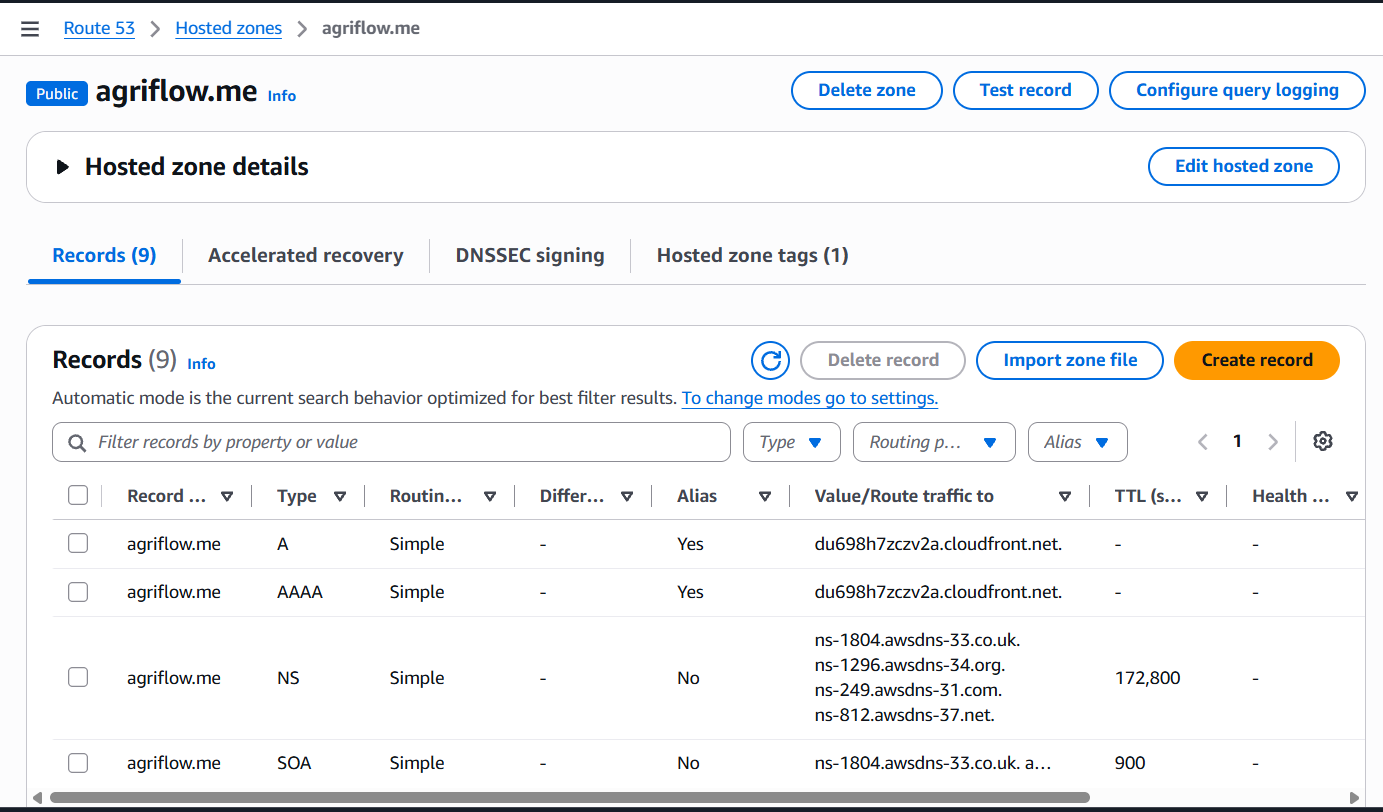 Route 53 > Hosted zones > agriflow.me
Public agriflow.me Info
Delete zone Test record Configure query logging
Hosted zone details
Edit hosted zone
Records (9) Accelerated recovery DNSSEC signing Hosted zone tags (1)
Records (9) Info
Delete record Import zone file Create record
Automatic mode is the current search behavior optimized for best filter results. To change modes go to settings.
Filter records by property or value Type Routing p... Alias 1
Record ... Type Routin... Differ... Alias Value/Route traffic to TTL (s... Health ...
agriflow.me A Simple - Yes du698h7zczv2a.cloudfront.net. - -
agriflow.me AAAA Simple - Yes du698h7zczv2a.cloudfront.net. - -
ns-1804.awsdns-33.co.uk.
ns-1296.awsdns-34.org.
agriflow.me NS Simple - No 172,800 -
ns-249.awsdns-31.com.
ns-812.awsdns-37.net.
agriflow.me SOA Simple - No ns-1804.awsdns-33.co.uk. a... 900 -